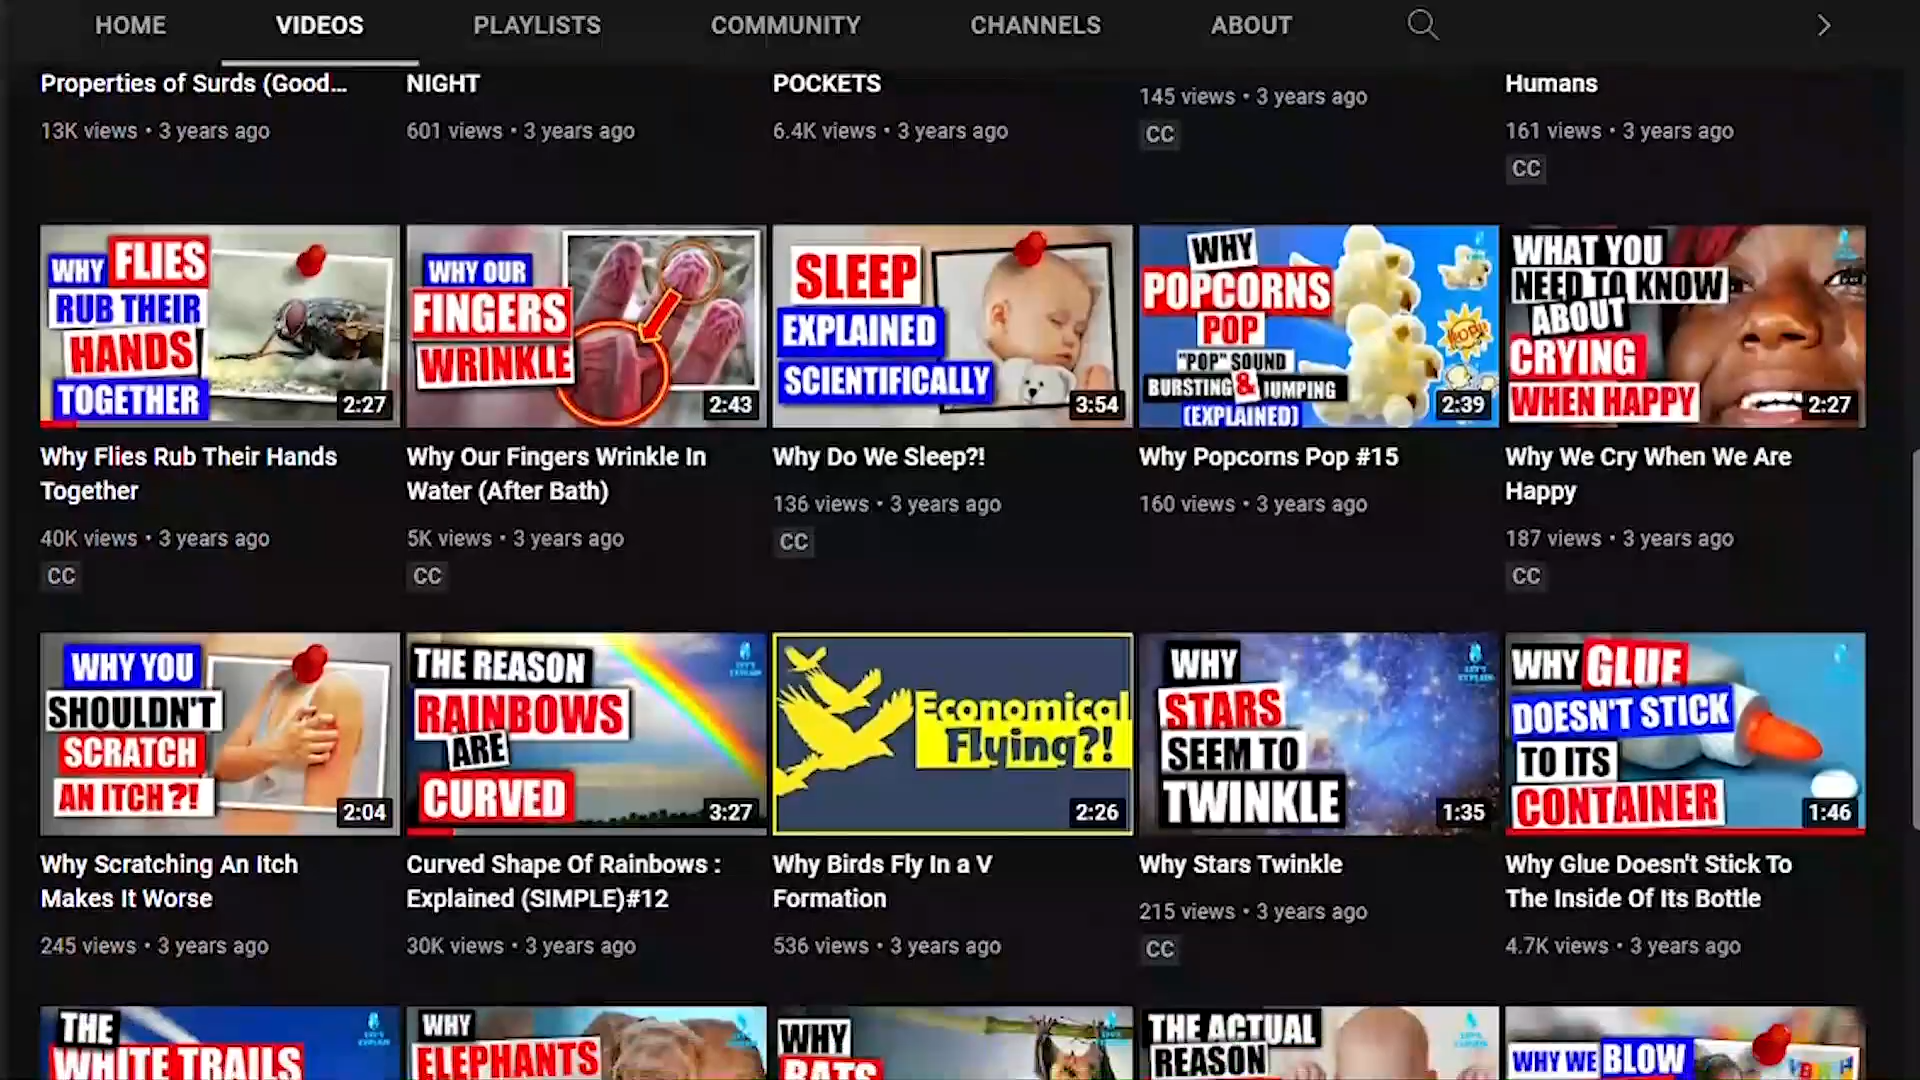 HOME VIDEOS PLAYLISTS COMMUNITY CHANNELS ABOUT
Properties of Surds (Good...
13K views • 3 years ago
NIGHT
601 views • 3 years ago
POCKETS
6.4K views • 3 years ago
145 views • 3 years ago
CC
Humans
161 views • 3 years ago
CC
WHY FLIES
RUB THEIR
HANDS
TOGETHER
2:27
Why Flies Rub Their Hands
Together
40K views • 3 years ago
CC
WHY OUR
FINGERS
WRINKLE
2:43
Why Our Fingers Wrinkle In
Water (After Bath)
5K views • 3 years ago
CC
SLEEP
EXPLAINED
SCIENTIFICALLY
3:54
Why Do We Sleep?!
136 views • 3 years ago
CC
WHY
POPCORNS
POP
"POP" SOUND
BURSTING & JUMPING
(EXPLAINED)
POP!
2:39
Why Popcorns Pop #15
160 views • 3 years ago
WHAT YOU
NEED TO KNOW
ABOUT
CRYING
WHEN HAPPY
2:27
Why We Cry When We Are
Happy
187 views • 3 years ago
CC
WHY YOU
SHOULDN'T
SCRATCH
AN ITCH?!
2:04
Why Scratching An Itch
Makes It Worse
245 views • 3 years ago
THE REASON
RAINBOWS
ARE
CURVED
LET'S
EXPLAIN
3:27
Curved Shape Of Rainbows :
Explained (SIMPLE)#12
30K views • 3 years ago
Economical
Flying?!
2:26
Why Birds Fly In a V
Formation
536 views • 3 years ago
WHY
STARS
SEEM TO
TWINKLE
LET'S
EXPLAIN
1:35
Why Stars Twinkle
215 views • 3 years ago
CC
WHY GLUE
DOESN'T STICK
TO ITS
CONTAINER
1:46
Why Glue Doesn't Stick To
The Inside Of Its Bottle
4.7K views • 3 years ago
THE
WHITE TRAILS
LET'S
EXPLAIN
WHY
ELEPHANTS
WHY
BATS
THE ACTUAL
REASON
WHY WE BLOW